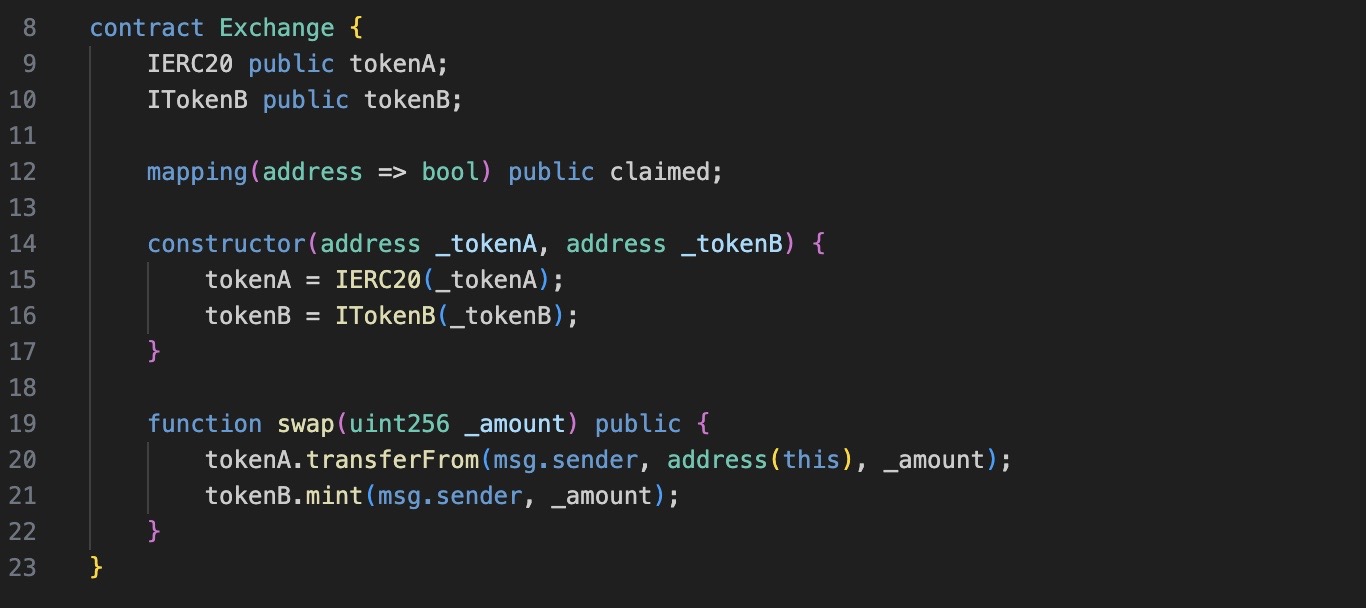 8 contract Exchange {
9 IERC20 public tokenA;
10 ITokenB public tokenB;
11
12 mapping(address => bool) public claimed;
13
14 constructor(address _tokenA, address _tokenB) {
15 tokenA = IERC20(_tokenA);
16 tokenB = ITokenB(_tokenB);
17 }
18
19 function swap(uint256 _amount) public {
20 tokenA.transferFrom(msg.sender, address(this), _amount);
21 tokenB.mint(msg.sender, _amount);
22 }
23 }